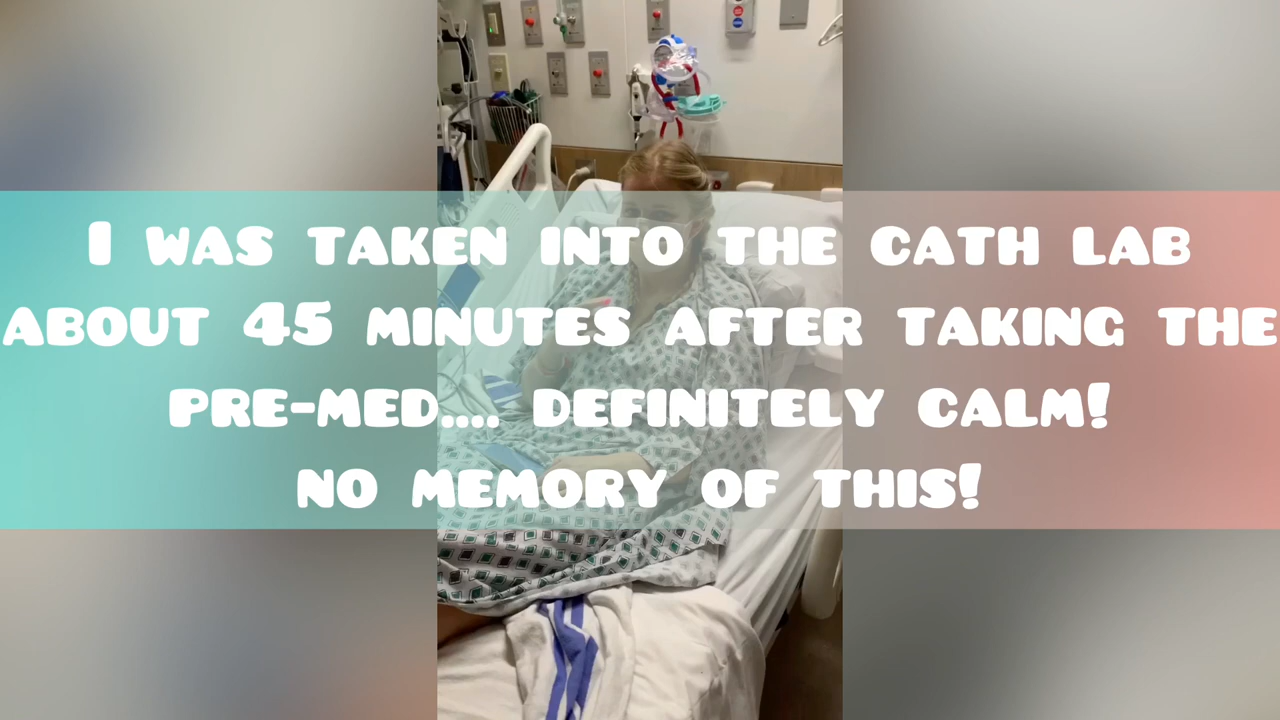 I WAS TAKEN INTO THE CATH LAB
ABOUT 45 MINUTES AFTER TAKING THE
PRE-MED.... DEFINITELY CALM!
NO MEMORY OF THIS!